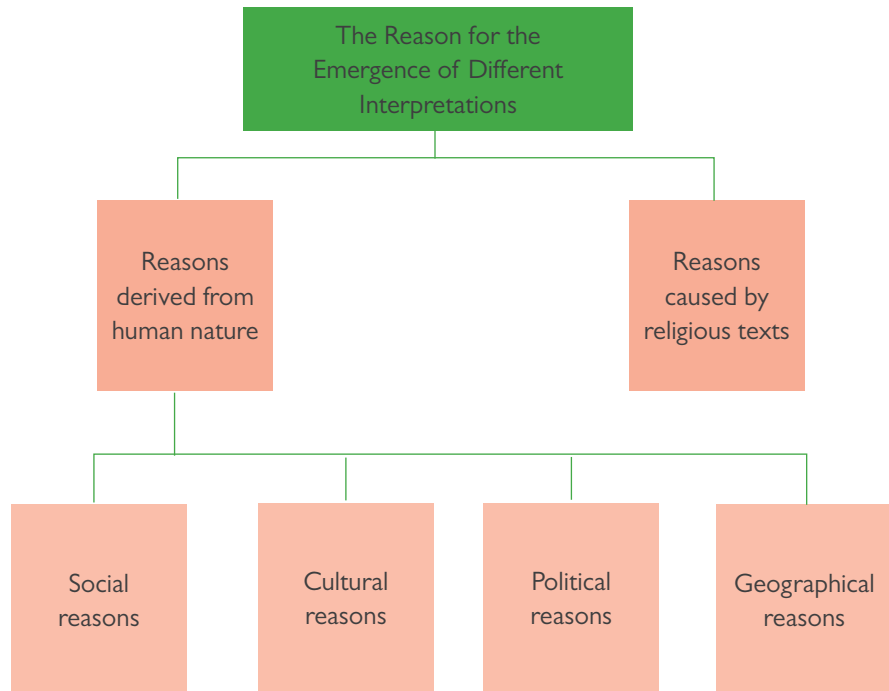 The Reason for the
Emergence of Different
Interpretations
Reasons
derived from
human nature
Reasons
caused by
religious texts
Social
reasons
Cultural
reasons
Political
reasons
Geographical
reasons